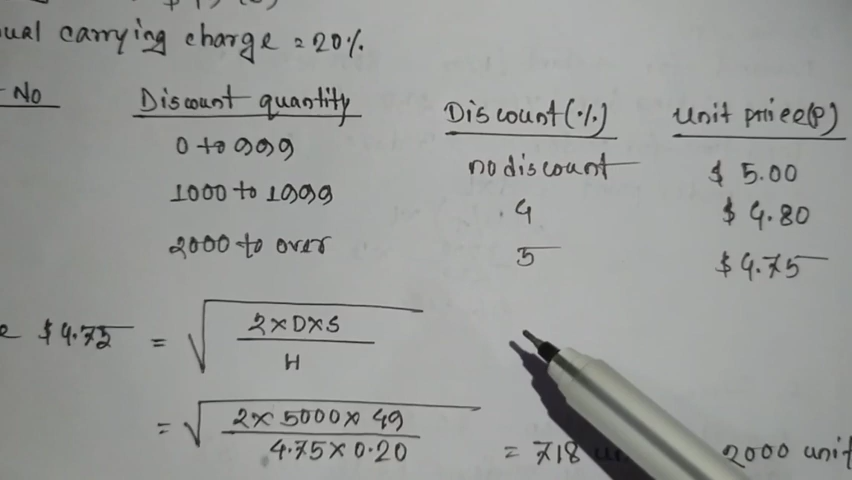 ual carrying charge = 20%.
No Discount quantity Discount (%) unit price(P)
0 to 999 no discount $ 5.00
1000 to 1999 4 $ 4.80
2000 to over 5 $ 4.75
$4.75 = √ 2×D×S / H
= √ 2× 5000× 49 / 4.75×0.20 = 718 2000 unit